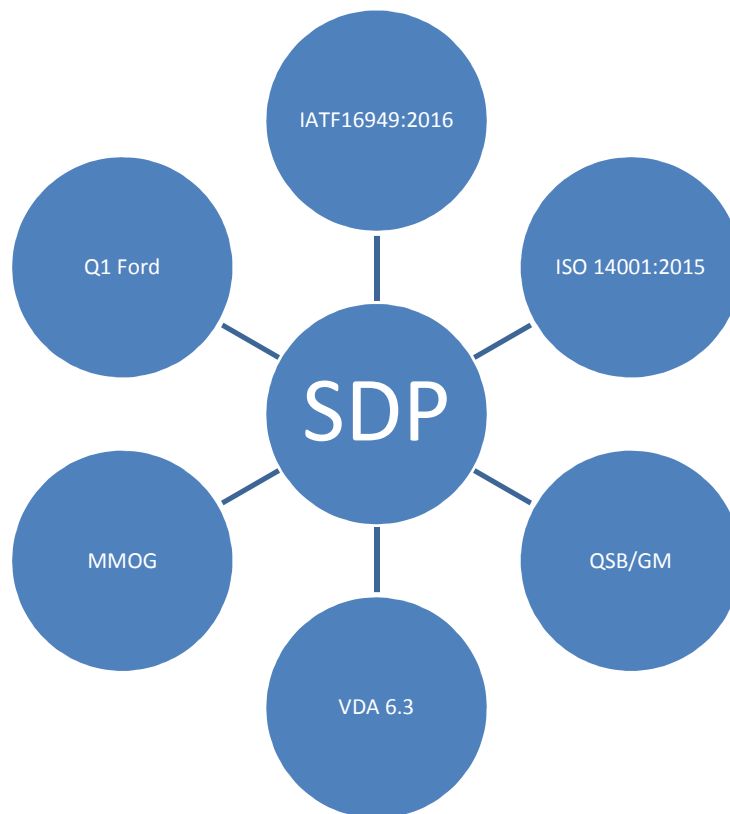 IATF16949:2016
Q1 Ford
ISO 14001:2015
SDP
MMOG
QSB/GM
VDA 6.3